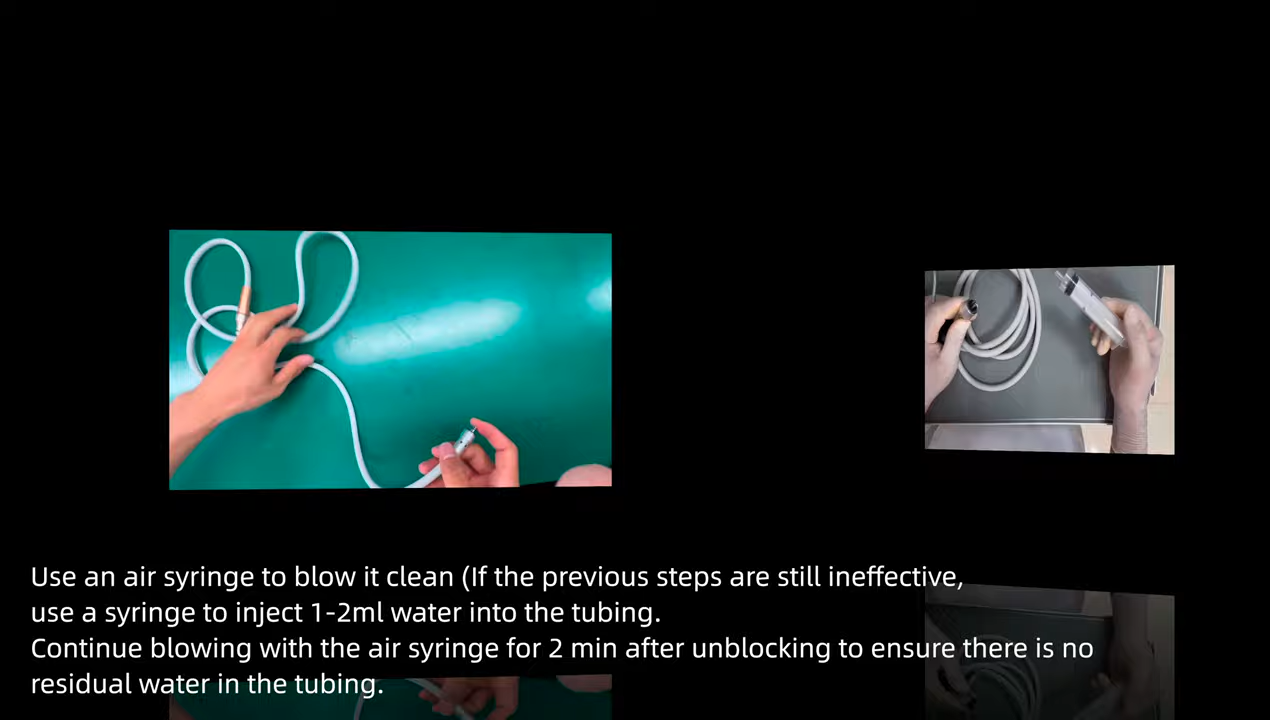 Use an air syringe to blow it clean (If the previous steps are still ineffective,
use a syringe to inject 1-2ml water into the tubing.
Continue blowing with the air syringe for 2 min after unblocking to ensure there is no
residual water in the tubing.